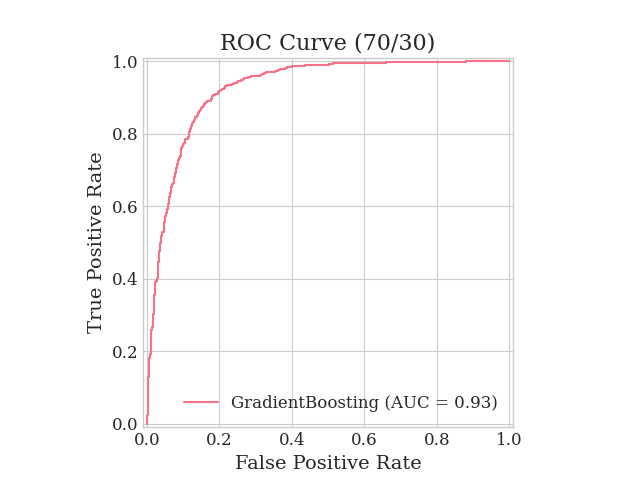 ROC Curve (70/30)
True Positive Rate
1.0
0.8
0.6
0.4
0.2
0.0
GradientBoosting (AUC = 0.93)
0.0 0.2 0.4 0.6 0.8 1.0
False Positive Rate